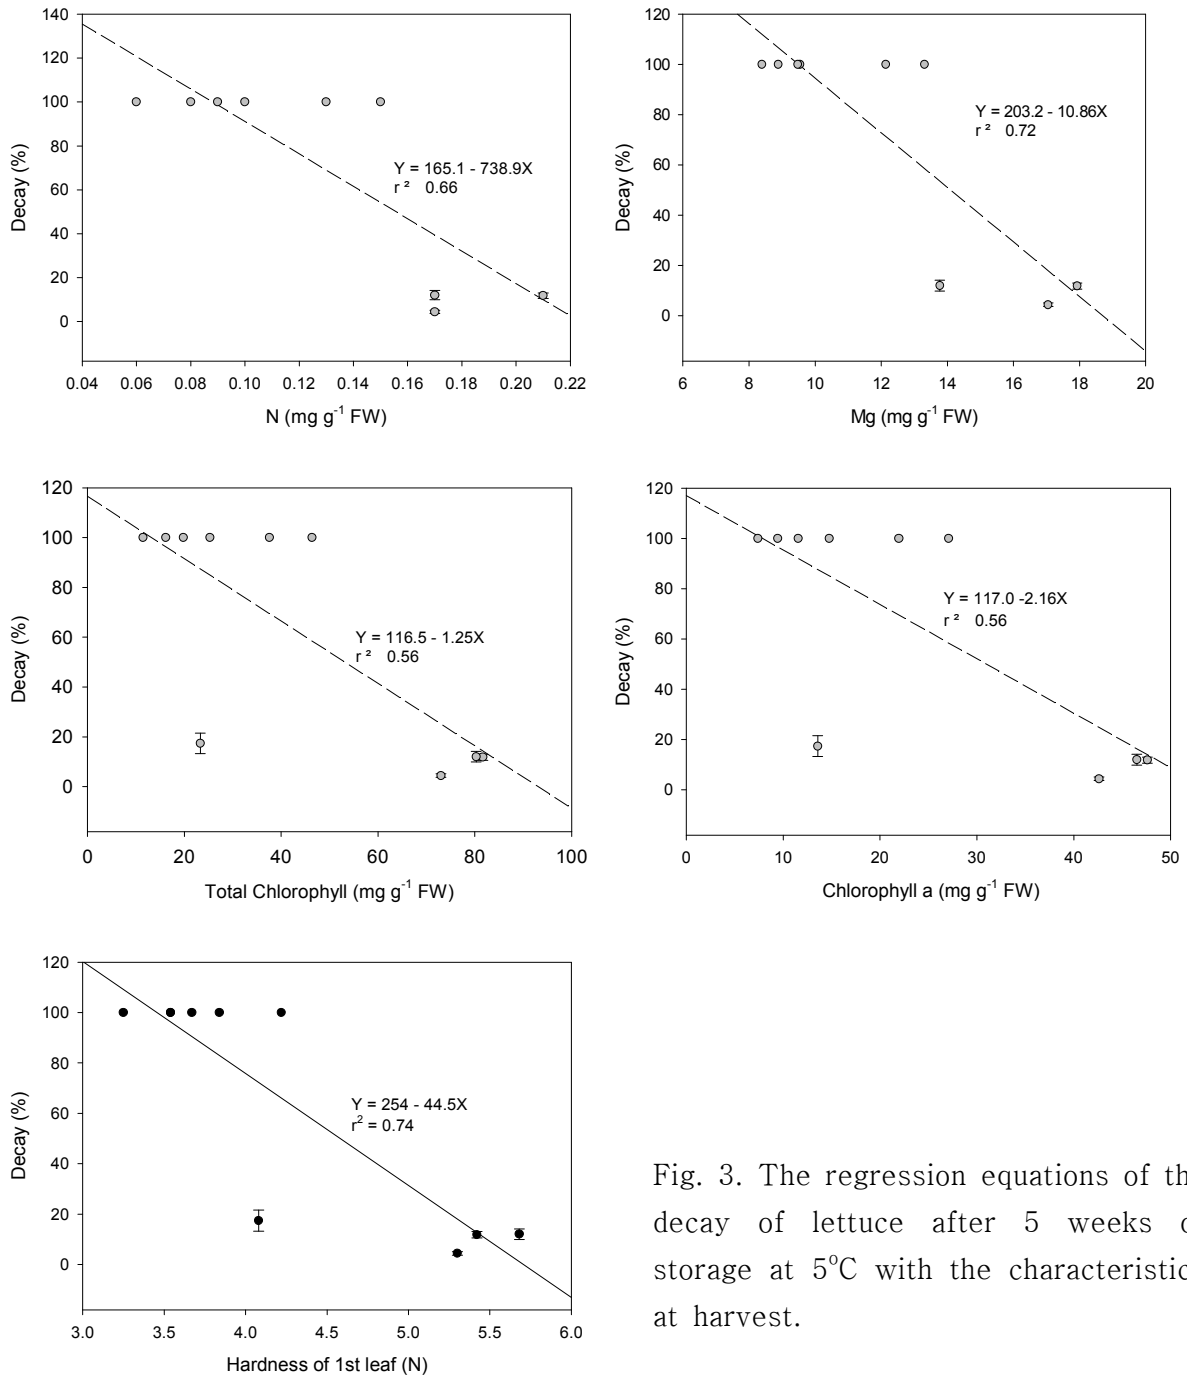 140
120
100
80
60
40
20
0
Decay (%)
Y = 165.1 - 738.9X
r ² 0.66
0.04 0.06 0.08 0.10 0.12 0.14 0.16 0.18 0.20 0.22
N (mg g-1 FW)
120
100
80
60
40
20
0
Decay (%)
Y = 203.2 - 10.86X
r ² 0.72
6 8 10 12 14 16 18 20
Mg (mg g-1 FW)
120
100
80
60
40
20
0
Decay (%)
Y = 116.5 - 1.25X
r ² 0.56
0 20 40 60 80 100
Total Chlorophyll (mg g-1 FW)
120
100
80
60
40
20
0
Decay (%)
Y = 117.0 -2.16X
r ² 0.56
0 10 20 30 40 50
Chlorophyll a (mg g-1 FW)
120
100
80
60
40
20
0
Decay (%)
Y = 254 - 44.5X
r2 = 0.74
3.0 3.5 4.0 4.5 5.0 5.5 6.0
Hardness of 1st leaf (N)
Fig. 3. The regression equations of th
decay of lettuce after 5 weeks o
storage at 5oC with the characteristic
at harvest.